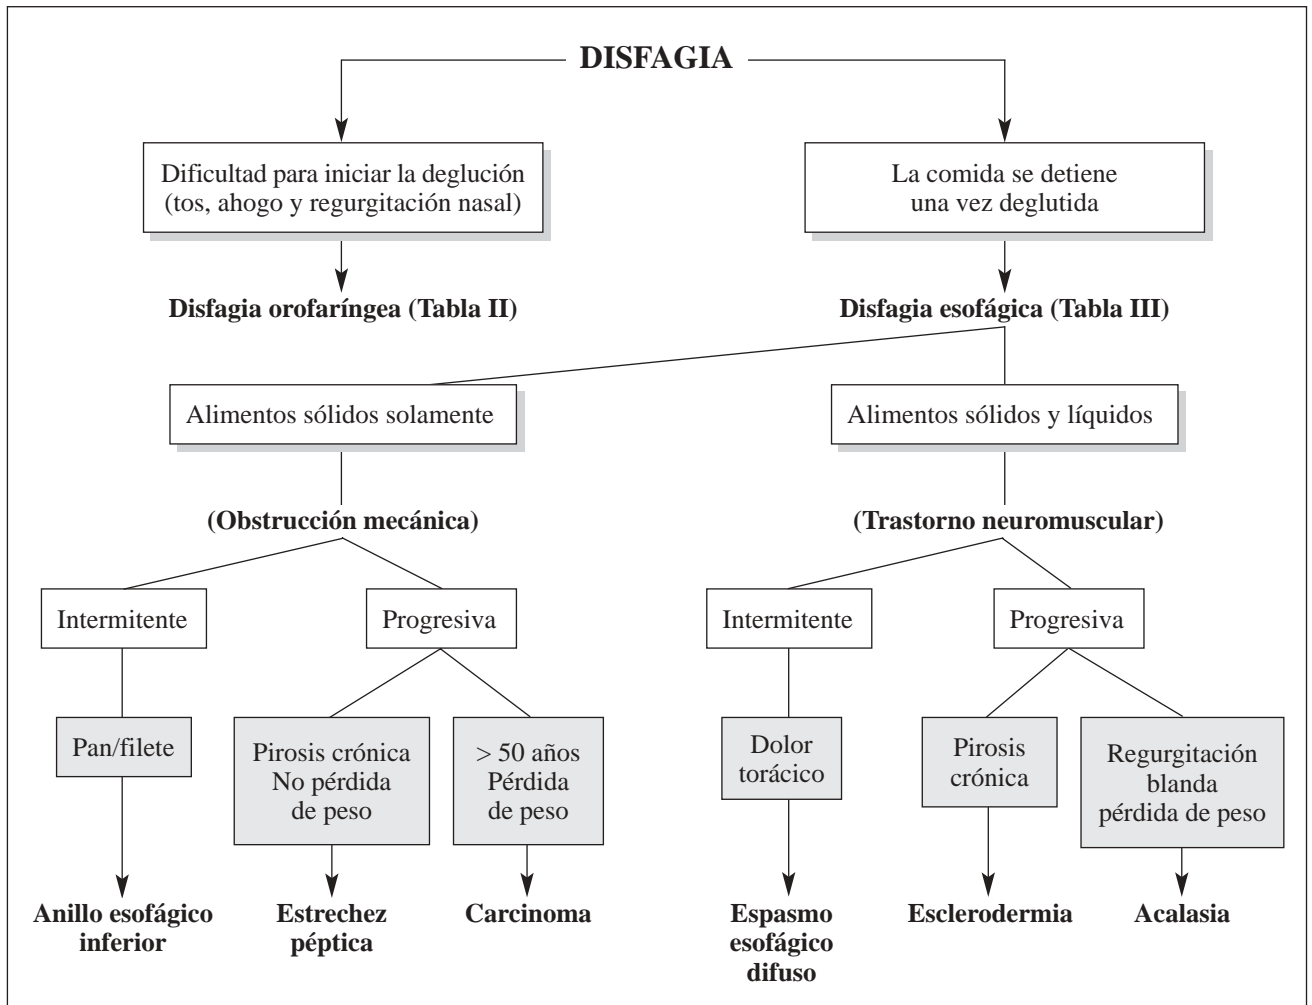 DISFAGIA
Dificultad para iniciar la deglución
(tos, ahogo y regurgitación nasal)
La comida se detiene
una vez deglutida
Disfagia orofaríngea (Tabla II)
Disfagia esofágica (Tabla III)
Alimentos sólidos solamente
Alimentos sólidos y líquidos
(Obstrucción mecánica)
(Trastorno neuromuscular)
Intermitente
Progresiva
Intermitente
Progresiva
Pan/filete
Pirosis crónica
No pérdida
de peso
> 50 años
Pérdida
de peso
Dolor
torácico
Pirosis
crónica
Regurgitación
blanda
pérdida de peso
Anillo esofágico
inferior
Estrechez
péptica
Carcinoma
Espasmo
esofágico
difuso
Esclerodermia
Acalasia